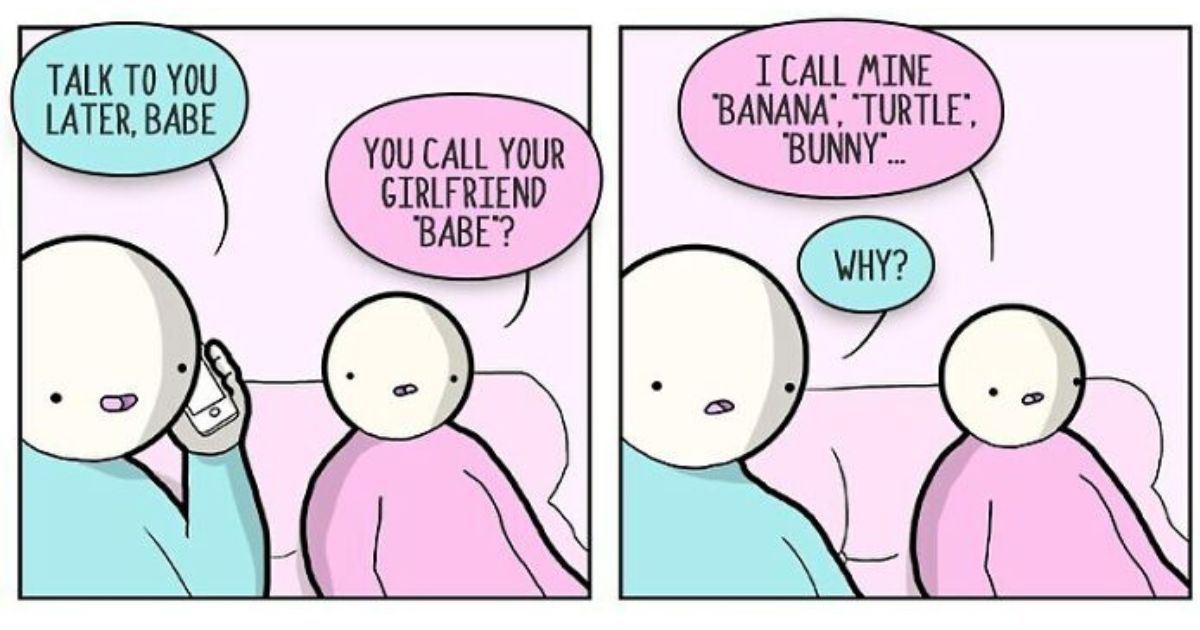 TALK TO YOU
LATER, BABE
YOU CALL YOUR
GIRLFRIEND
"BABE"?
I CALL MINE
"BANANA", "TURTLE",
"BUNNY"...
WHY?